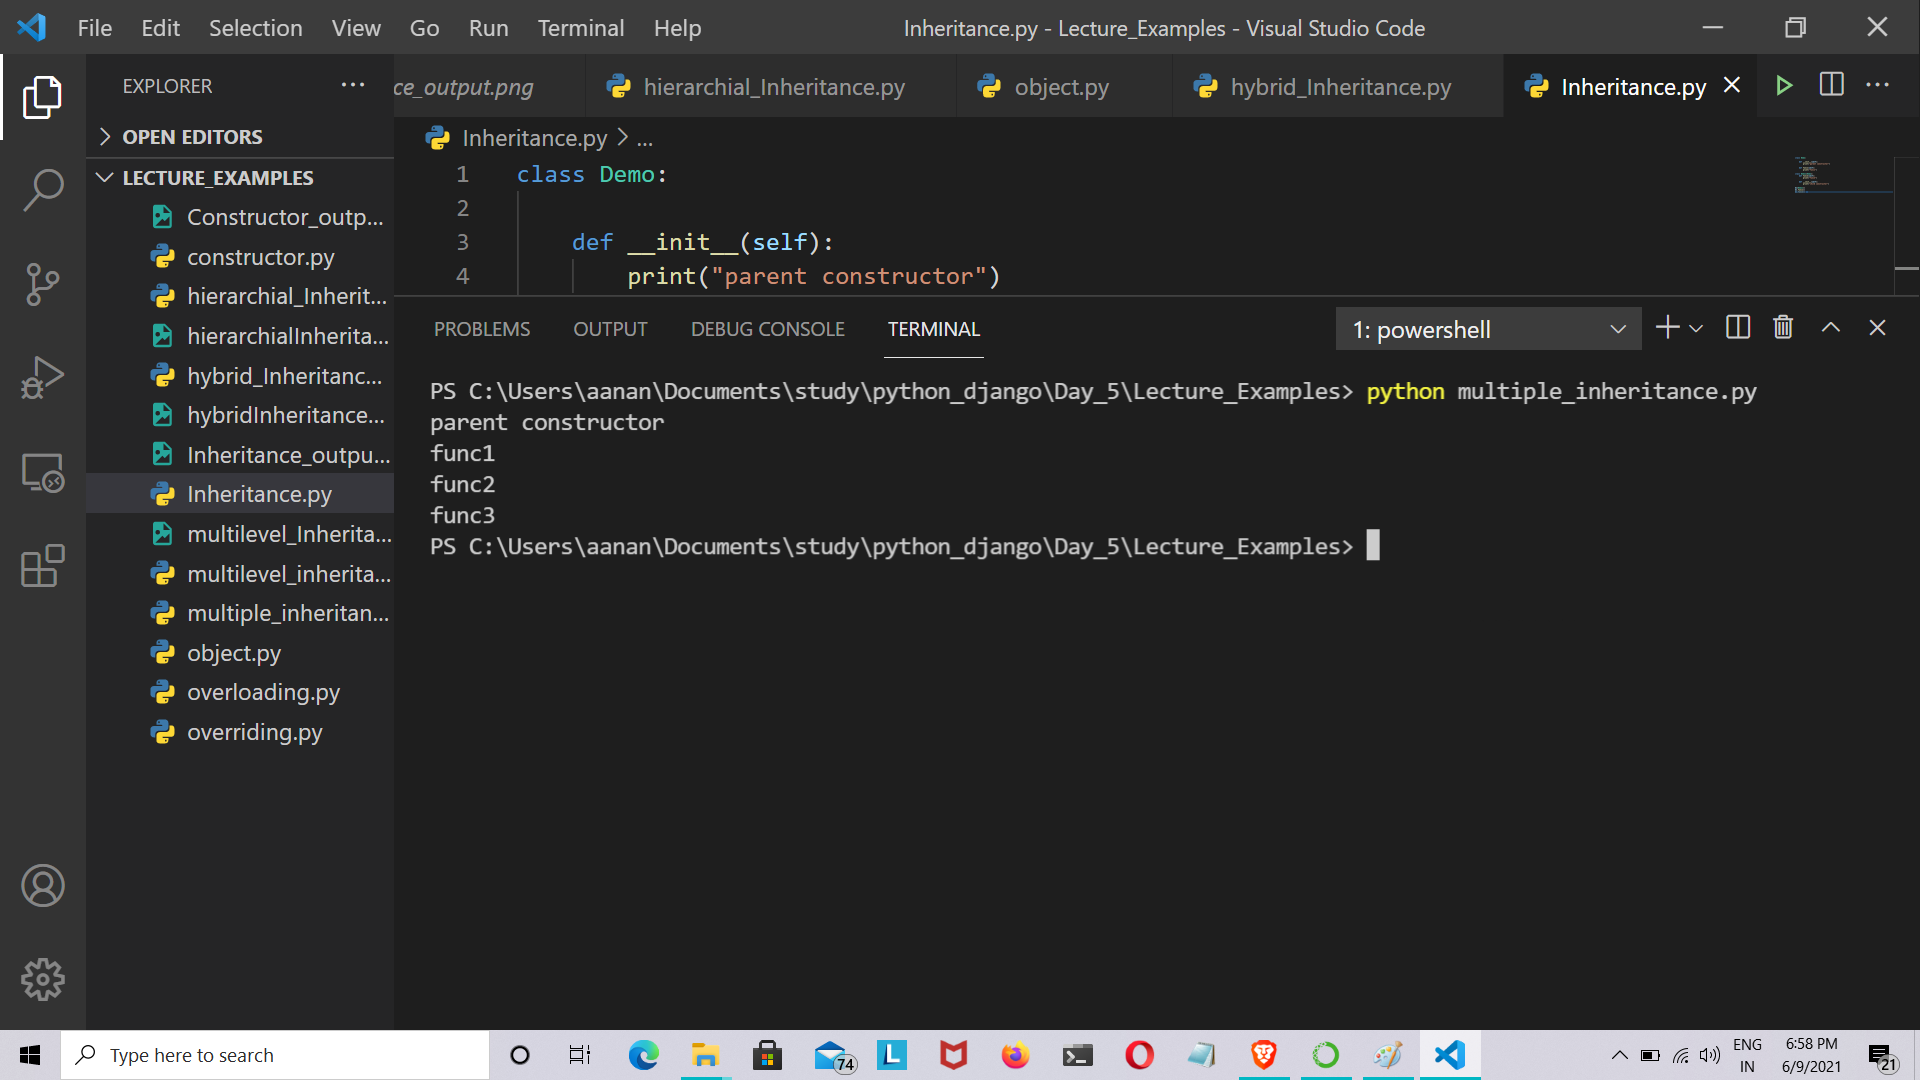 File Edit Selection View Go Run Terminal Help
Inheritance.py - Lecture_Examples - Visual Studio Code
EXPLORER
ce_output.png
hierarchial_Inheritance.py
object.py
hybrid_Inheritance.py
Inheritance.py
OPEN EDITORS
LECTURE_EXAMPLES
Constructor_outp...
constructor.py
hierarchial_Inherit...
hierarchialInherita...
hybrid_Inheritanc...
hybridInheritance...
Inheritance_outpu...
Inheritance.py
multilevel_Inherita...
multilevel_inherita...
multiple_inheritan...
object.py
overloading.py
overriding.py
Inheritance.py > ...
1 class Demo:
2
3 def __init__(self):
4 print("parent constructor")
PROBLEMS OUTPUT DEBUG CONSOLE TERMINAL
1: powershell
PS C:\Users\aanan\Documents\study\python_django\Day_5\Lecture_Examples> python multiple_inheritance.py
parent constructor
func1
func2
func3
PS C:\Users\aanan\Documents\study\python_django\Day_5\Lecture_Examples>
Type here to search
74
L
ENG
IN
6:58 PM
6/9/2021
21